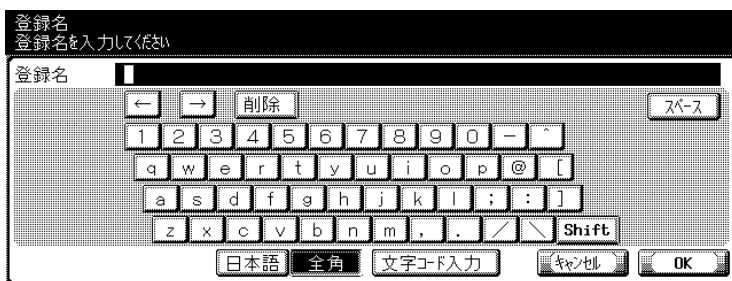 登録名
登録名を入力してください
登録名
← → 削除 スペース
1 2 3 4 5 6 7 8 9 0 - ^
q w e r t y u i o p @ [
a s d f g h j k l ; : ]
z x c v b n m , . / \ Shift
日本語 全角 文字コード入力 キャンセル OK